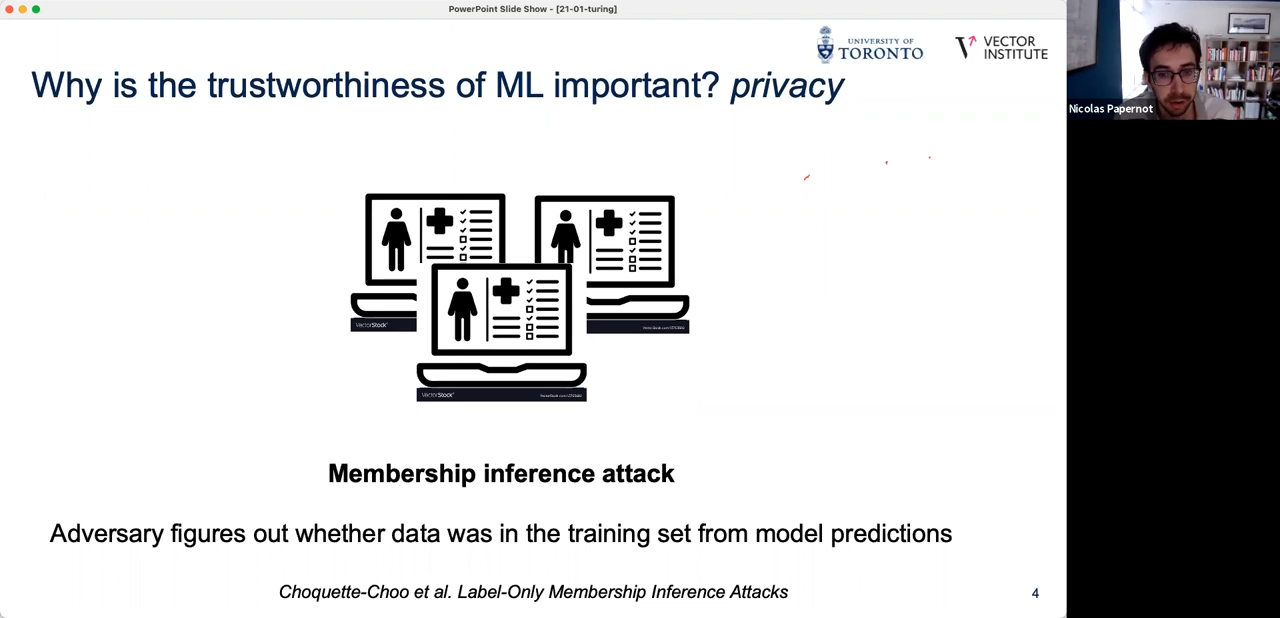 PowerPoint Slide Show - [21-01-turing]
UNIVERSITY OF
TORONTO
VECTOR
INSTITUTE
Why is the trustworthiness of ML important? privacy
Nicolas Papernot
VectorStock®
VectorStock®
Membership inference attack
Adversary figures out whether data was in the training set from model predictions
Choquette-Choo et al. Label-Only Membership Inference Attacks
4